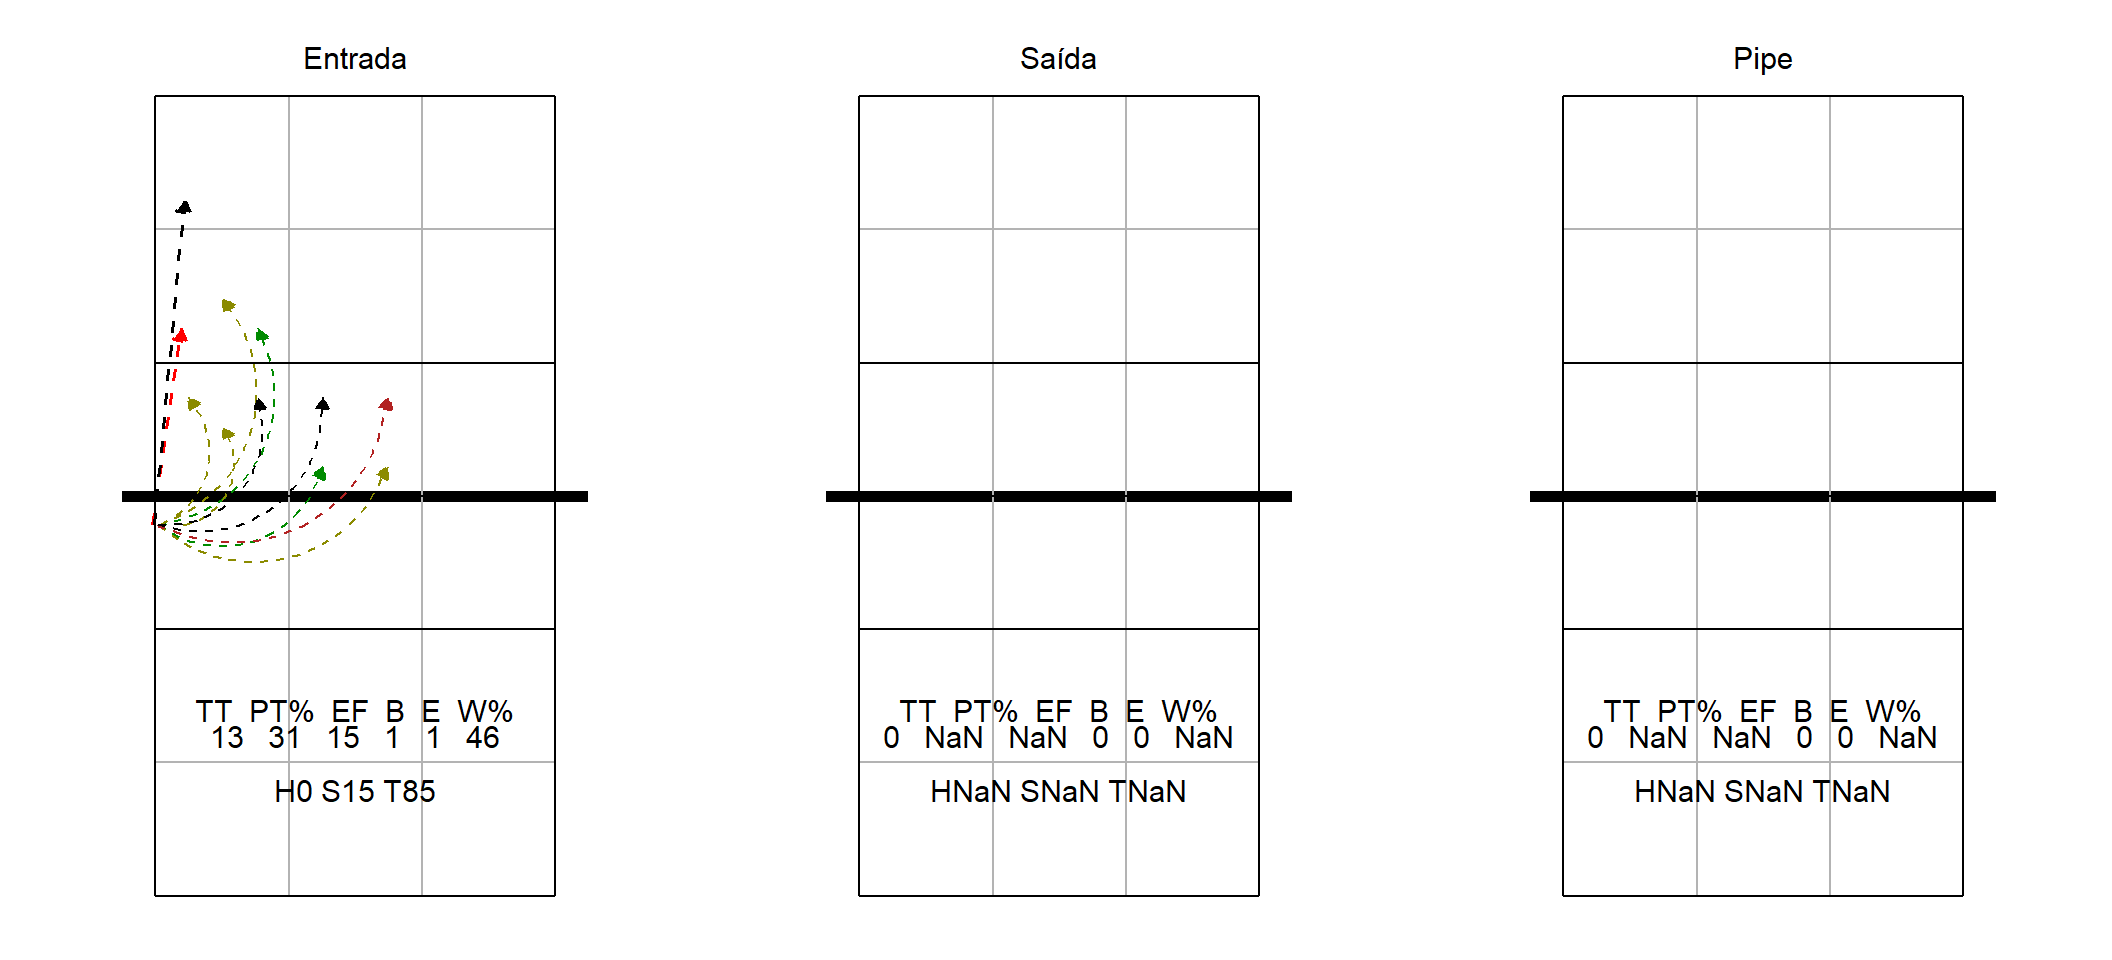 Entrada
TT PT% EF B E W%
13 31 15 1 1 46
H0 S15 T85
Saída
TT PT% EF B E W%
0 NaN NaN 0 0 NaN
HNaN SNaN TNaN
Pipe
TT PT% EF B E W%
0 NaN NaN 0 0 NaN
HNaN SNaN TNaN